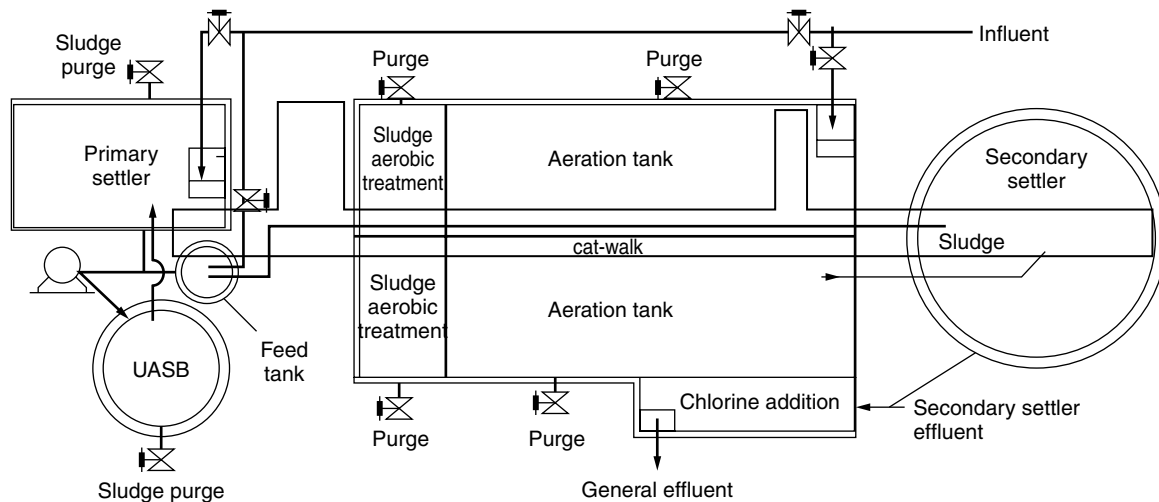 Influent
Sludge
purge
Purge
Purge
Primary
settler
Sludge
aerobic
treatment
Aeration tank
Secondary
settler
cat-walk
Sludge
Sludge
aerobic
treatment
Aeration tank
Feed
tank
UASB
Chlorine addition
Secondary settler
effluent
Purge
Purge
Sludge purge
General effluent